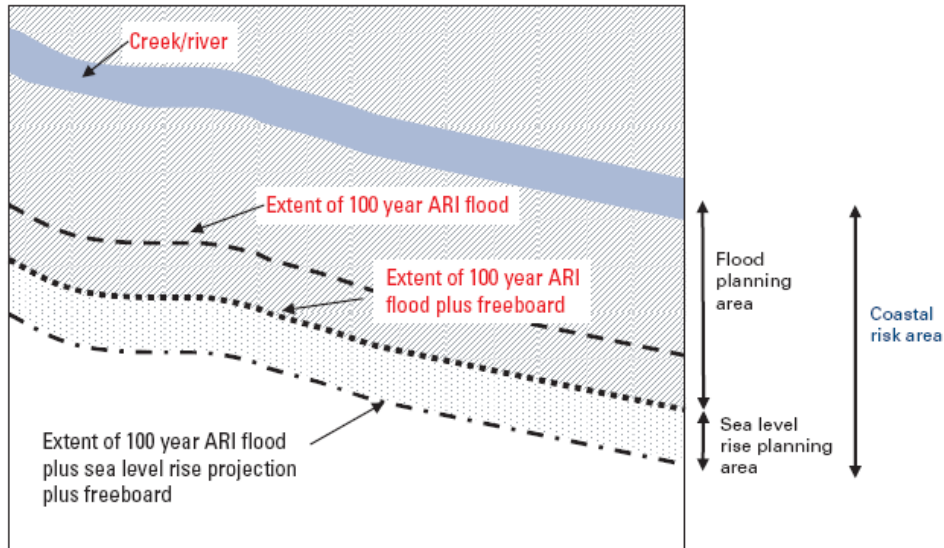 Creek/river
Extent of 100 year ARI flood
Extent of 100 year ARI
flood plus freeboard
Extent of 100 year ARI flood
plus sea level rise projection
plus freeboard
Flood
planning
area
Sea level
rise planning
area
Coastal
risk area